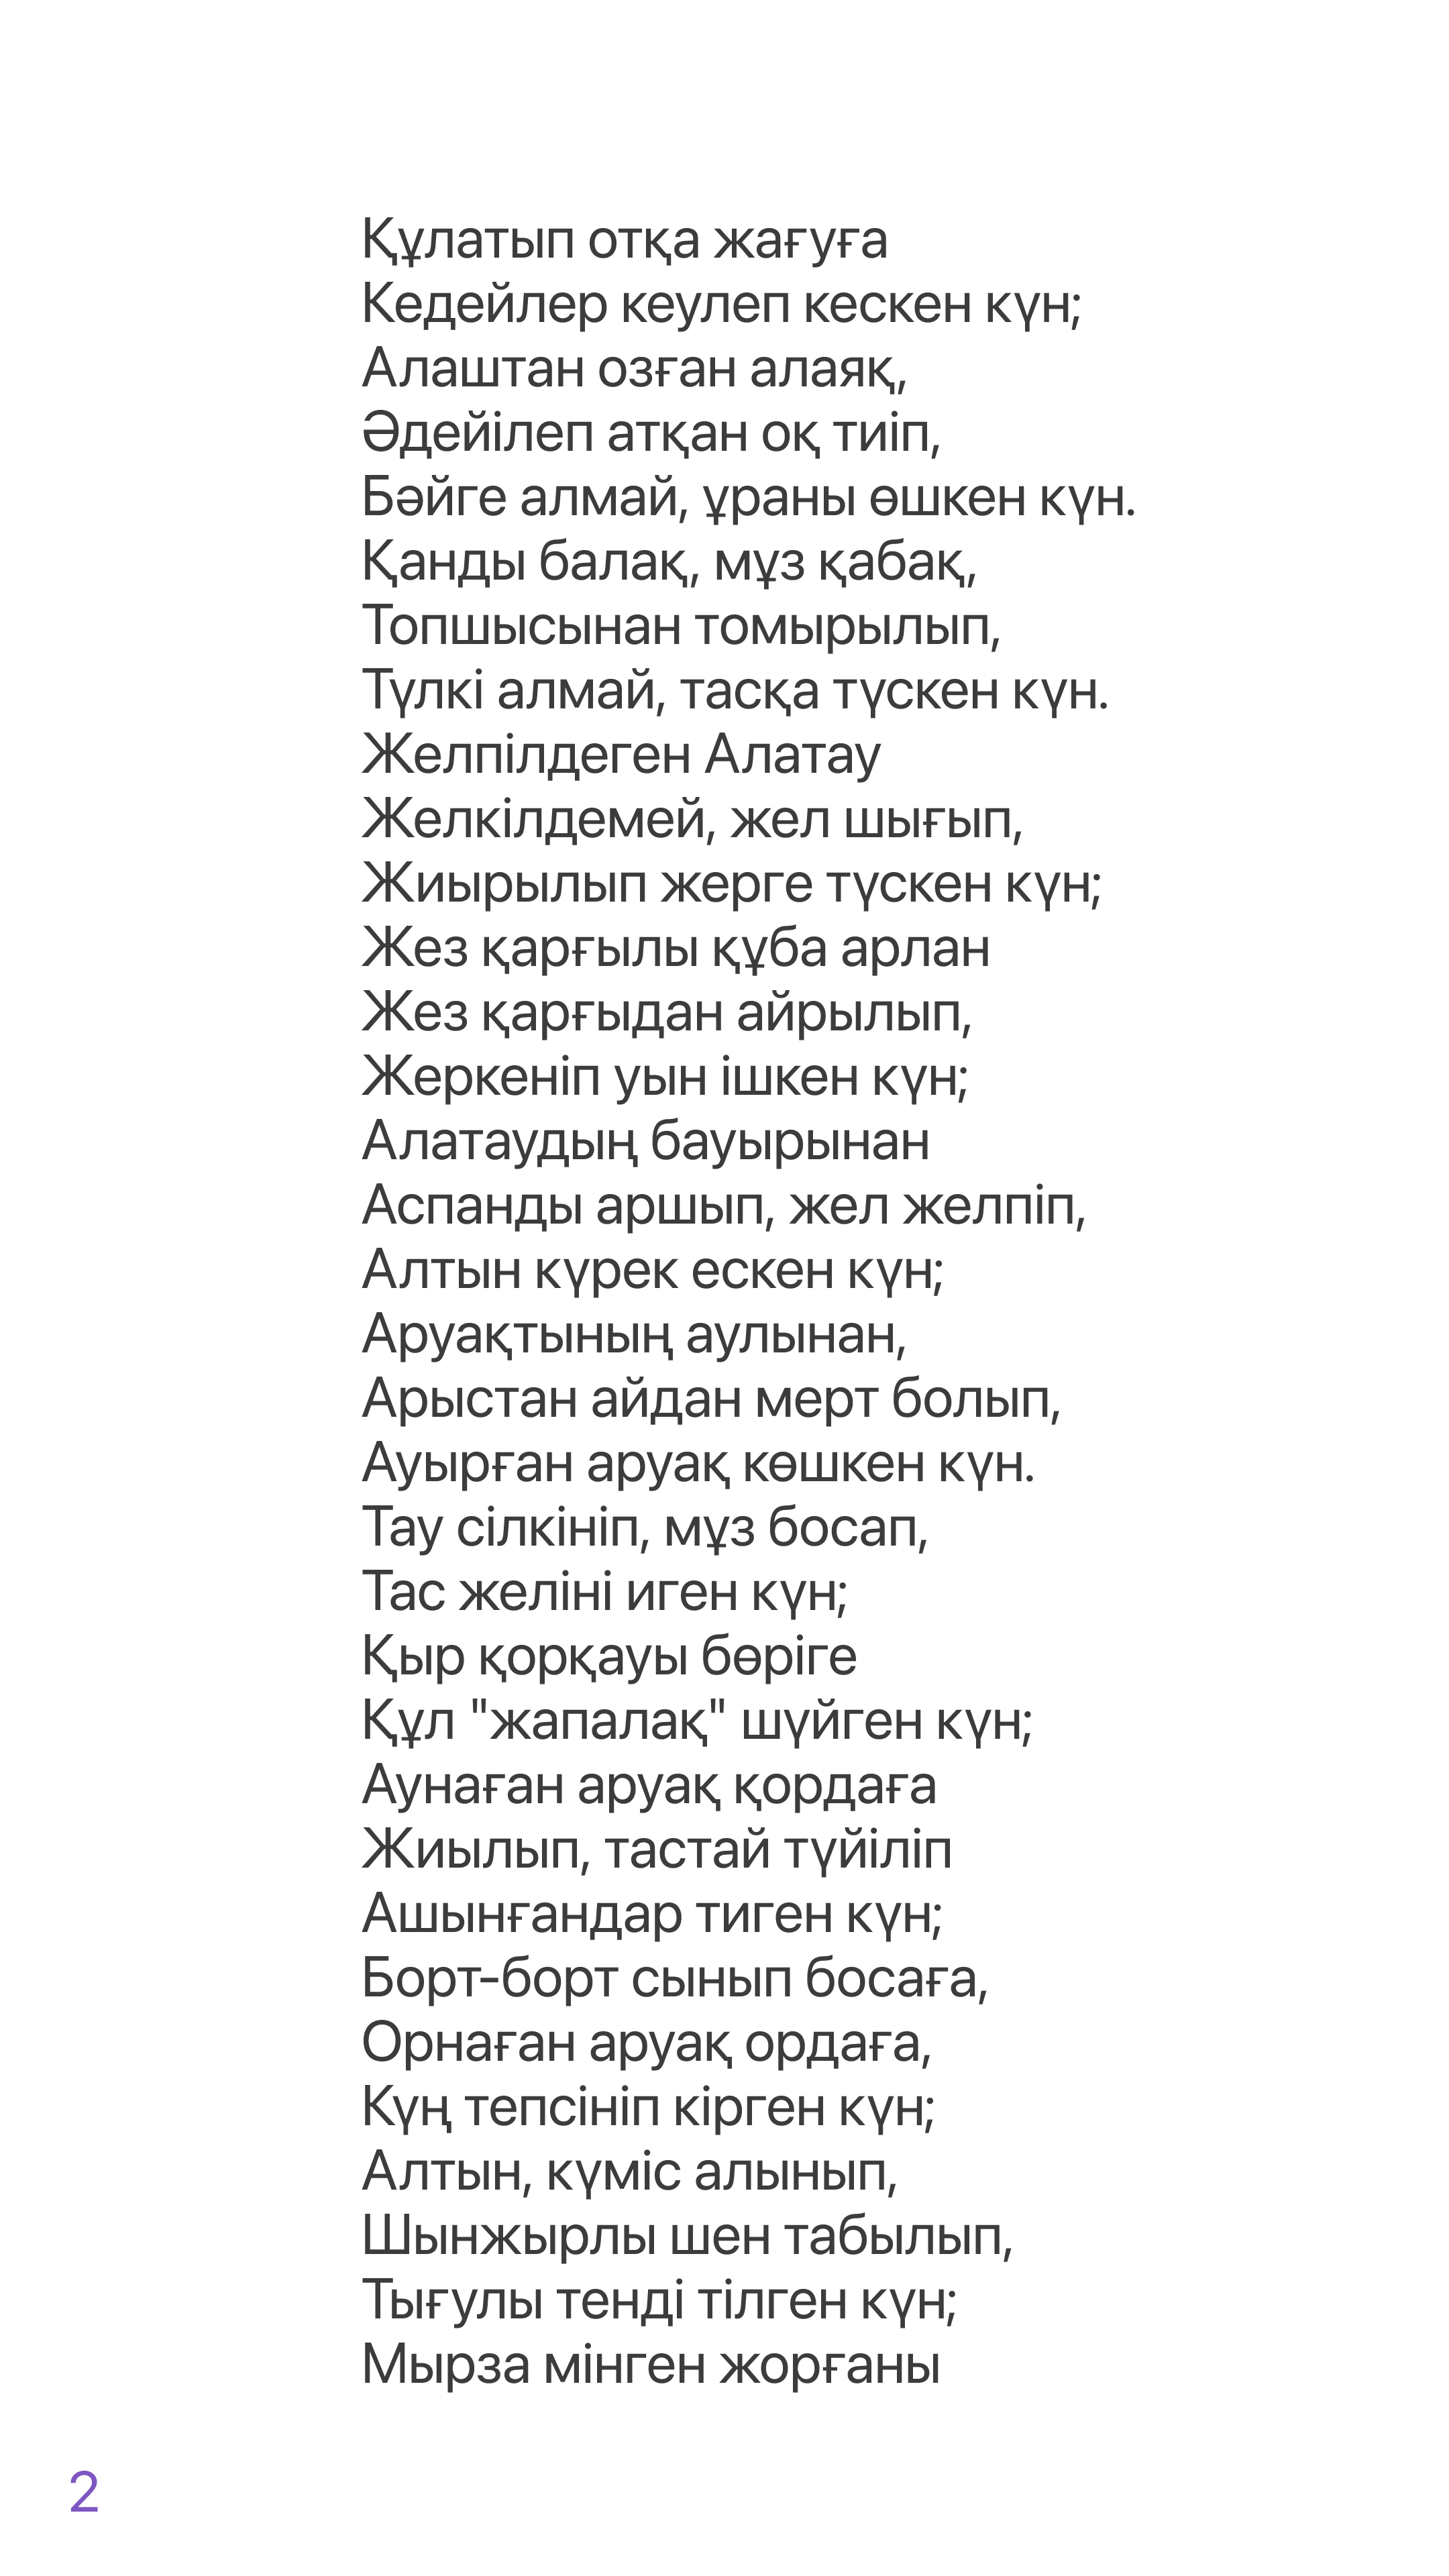 Құлатып отқа жағуға
Кедейлер кеулеп кескен күн;
Алаштан озған алаяқ,
Әдейілеп атқан оқ тиіп,
Бәйге алмай, ұраны өшкен күн.
Қанды балақ, мұз қабақ,
Топшысынан томырылып,
Түлкі алмай, тасқа түскен күн.
Желпілдеген Алатау
Желкілдемей, жел шығып,
Жиырылып жерге түскен күн;
Жез қарғылы құба арлан
Жез қарғыдан айрылып,
Жеркеніп уын ішкен күн;
Алатаудың бауырынан
Аспанды аршып, жел желпіп,
Алтын күрек ескен күн;
Аруақтының аулынан,
Арыстан айдан мерт болып,
Ауырған аруақ көшкен күн.
Тау сілкініп, мұз босап,
Тас желіні иген күн;
Қыр қорқауы бөріге
Құл "жапалақ" шүйген күн;
Аунаған аруақ қордаға
Жиылып, тастай түйіліп
Ашынғандар тиген күн;
Борт-борт сынып босаға,
Орнаған аруақ ордаға,
Күң тепсініп кірген күн;
Алтын, күміс алынып,
Шынжырлы шен табылып,
Тығулы тенді тілген күн;
Мырза мінген жорғаны
2